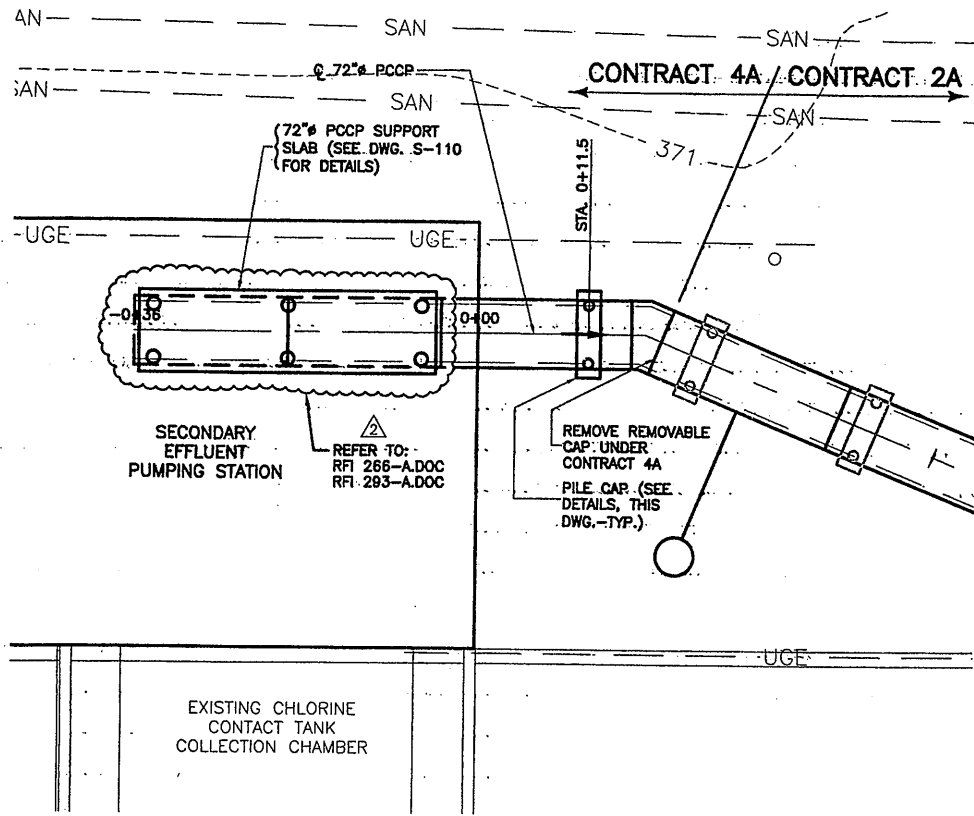 AN
SAN
SAN
℄ 72"ø PCCP
CONTRACT 4A / CONTRACT 2A
SAN
SAN
SAN
72"ø PCCP SUPPORT
SLAB (SEE DWG. S-110
FOR DETAILS)
371
STA. 0+11.5
UGE
UGE
-0+36
0+00
SECONDARY
EFFLUENT
PUMPING STATION
2
REFER TO:
RFI 266-A.DOC
RFI 293-A.DOC
REMOVE REMOVABLE
CAP UNDER
CONTRACT 4A
PILE CAP (SEE
DETAILS, THIS
DWG.-TYP.)
UGE
EXISTING CHLORINE
CONTACT TANK
COLLECTION CHAMBER